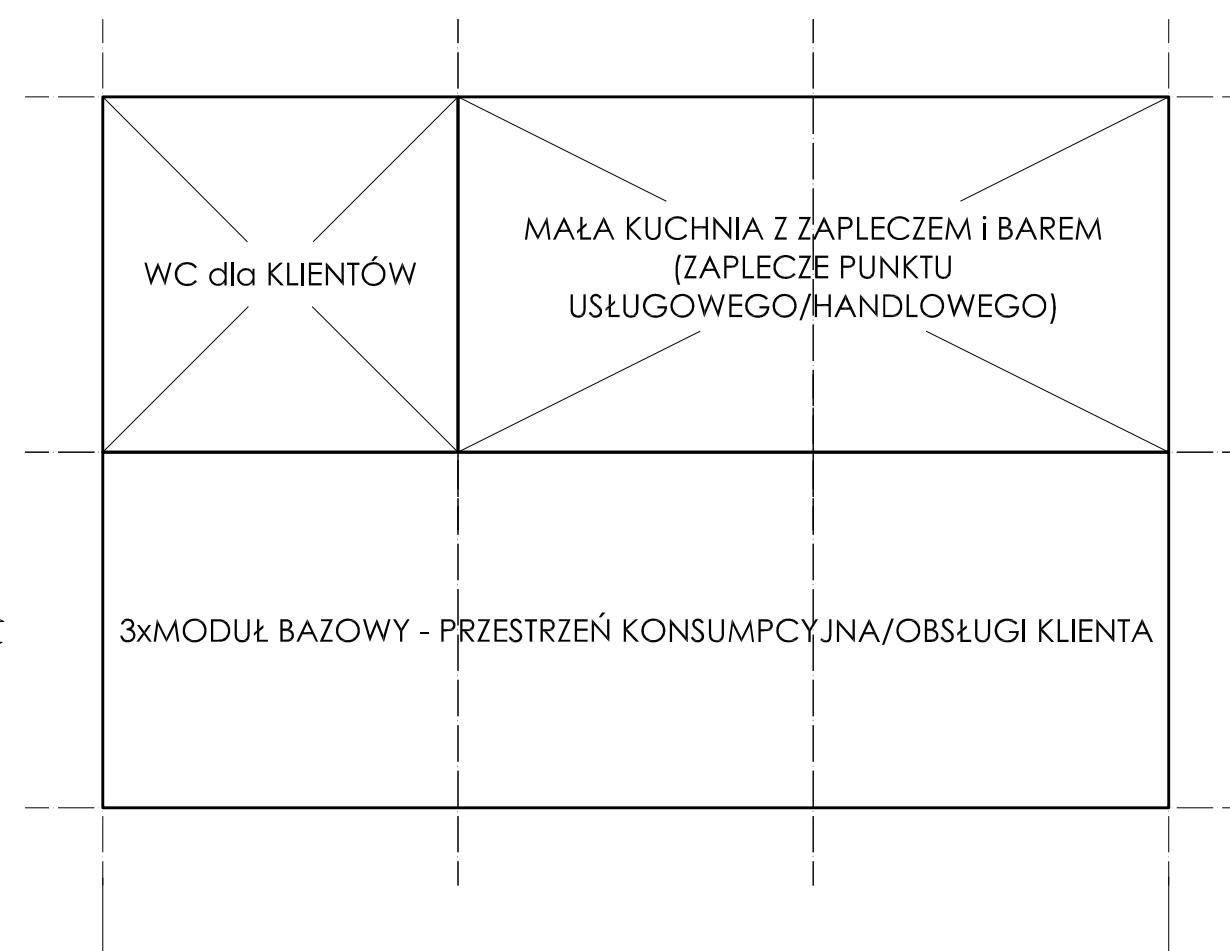 MAŁA KUCHNIA Z ZAPLECZEM i BAREM
(ZAPLECZE PUNKTU
USŁUGOWEGO/HANDLOWEGO)
WC dla KLIENTÓW
3xMODUŁ BAZOWY - PRZESTRZEŃ KONSUMPCYJNA/OBSŁUGI KLIENTA